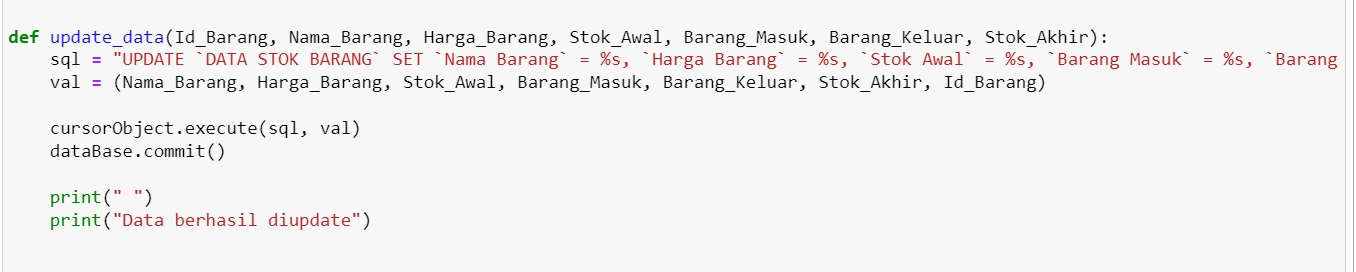 def update_data(Id_Barang, Nama_Barang, Harga_Barang, Stok_Awal, Barang_Masuk, Barang_Keluar, Stok_Akhir):
    sql = "UPDATE `DATA STOK BARANG` SET `Nama Barang` = %s, `Harga Barang` = %s, `Stok Awal` = %s, `Barang Masuk` = %s, `Barang
    val = (Nama_Barang, Harga_Barang, Stok_Awal, Barang_Masuk, Barang_Keluar, Stok_Akhir, Id_Barang)
    cursorObject.execute(sql, val)
    dataBase.commit()
    print(" ")
    print("Data berhasil diupdate")